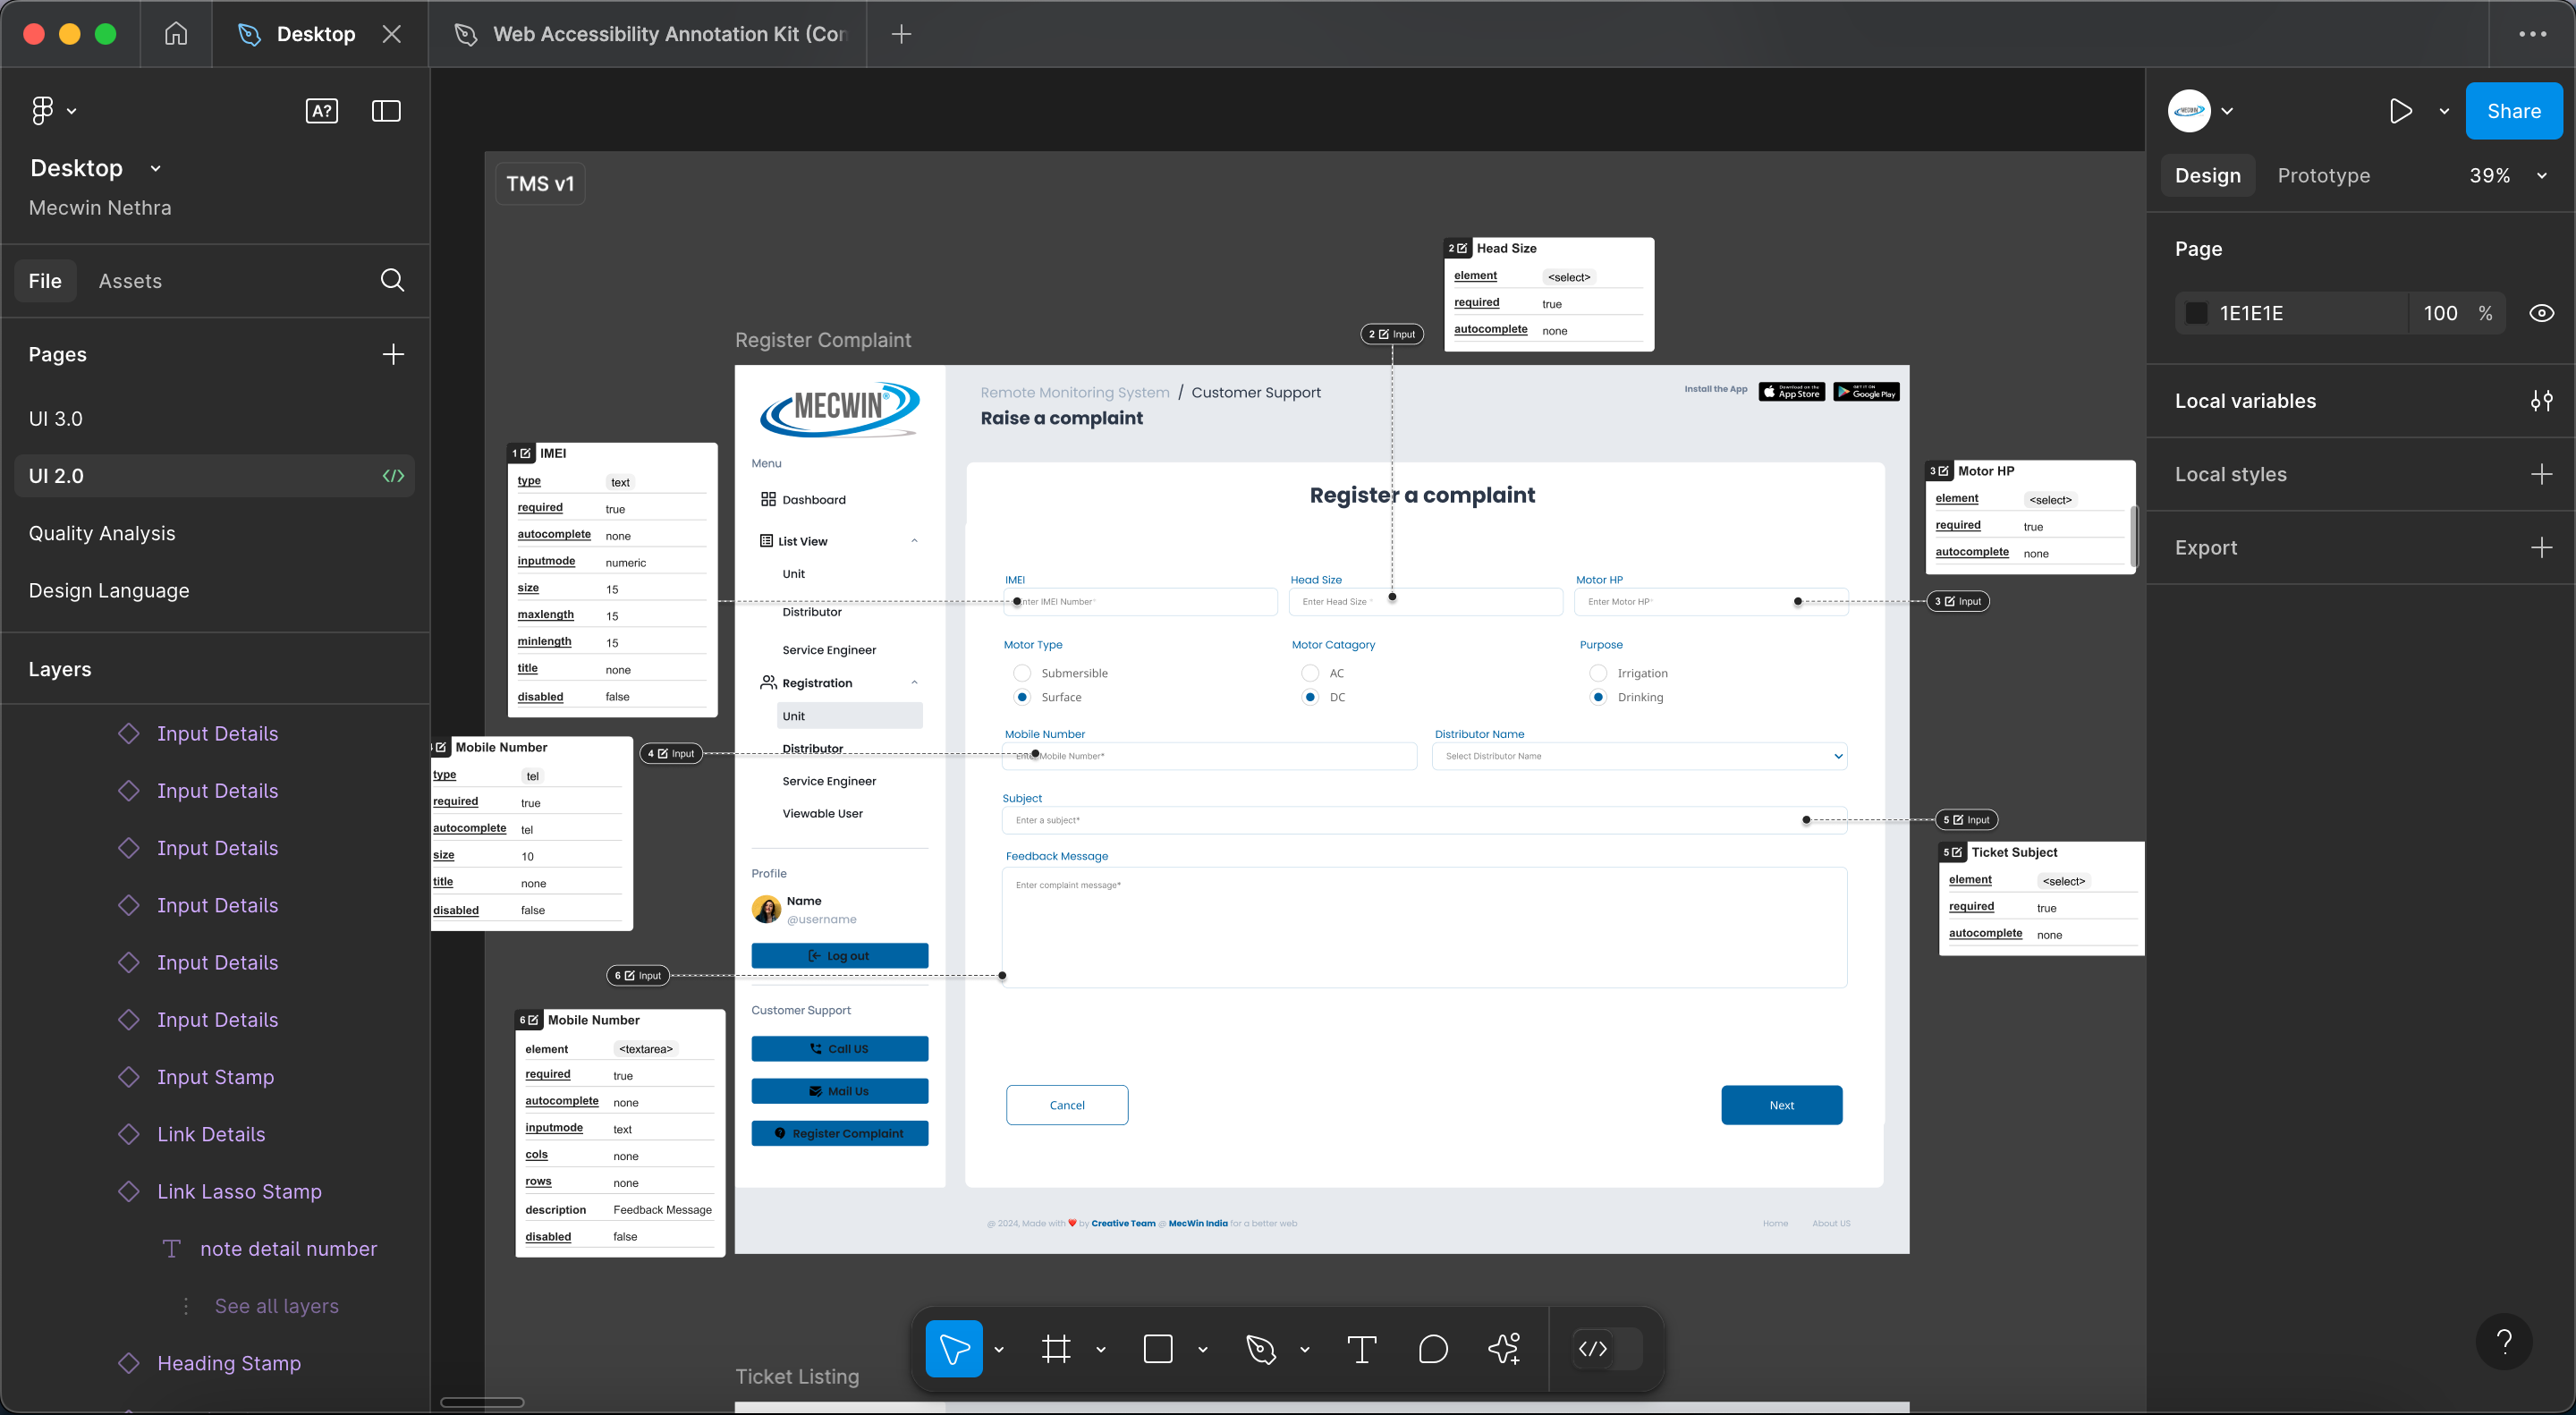 Desktop
Web Accessibility Annotation Kit (Con
A?
Desktop
Mecwin Nethra
File
Assets
Pages
UI 3.0
UI 2.0
Quality Analysis
Design Language
Layers
Input Details
Input Details
Input Details
Input Details
Input Details
Input Details
Input Stamp
Link Details
Link Lasso Stamp
note detail number
See all layers
Heading Stamp
TMS v1
2 Head Size
element <select>
required true
autocomplete none
2 Input
Register Complaint
1 IMEI
type text
required true
autocomplete none
inputmode numeric
size 15
maxlength 15
minlength 15
title none
disabled false
Mobile Number
type tel
required true
autocomplete tel
size 10
title none
disabled false
4 Input
6 Input
6 Mobile Number
element <textarea>
required true
autocomplete none
inputmode text
cols none
rows none
description Feedback Message
disabled false
MECWIN®
Menu
Dashboard
List View
Unit
Distributor
Service Engineer
Registration
Unit
Distributor
Service Engineer
Viewable User
Profile
Name
@username
Log out
Customer Support
Call US
Mail Us
Register Complaint
Remote Monitoring System / Customer Support
Raise a complaint
Install the App
Download on the
App Store
GET IT ON
Google Play
Register a complaint
IMEI
Enter IMEI Number*
Head Size
Enter Head Size *
Motor HP
Enter Motor HP*
Motor Type
Submersible
Surface
Motor Catagory
AC
DC
Purpose
Irrigation
Drinking
Mobile Number
Enter Mobile Number*
Distributor Name
Select Distributor Name
Subject
Enter a subject*
Feedback Message
Enter complaint message*
Cancel
Next
@ 2024, Made with ❤ by Creative Team @ MecWin India for a better web
Home
About US
3 Motor HP
element <select>
required true
autocomplete none
3 Input
5 Input
5 Ticket Subject
element <select>
required true
autocomplete none
Ticket Listing
MECWIN
Share
Design
Prototype
39%
Page
1E1E1E
100 %
Local variables
Local styles
Export
?